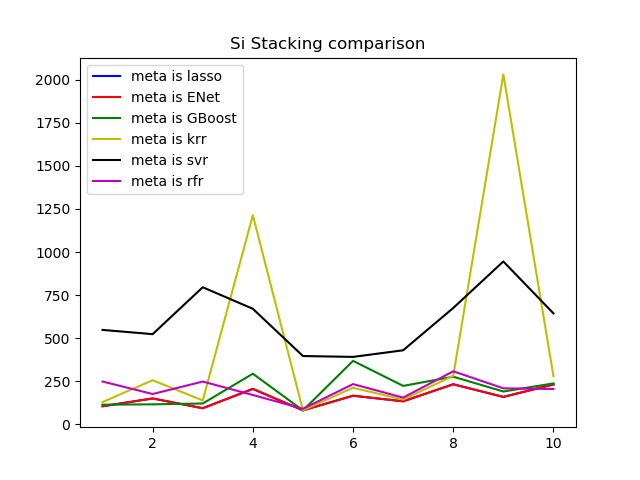 Si Stacking comparison
meta is lasso
meta is ENet
meta is GBoost
meta is krr
meta is svr
meta is rfr
2000
1750
1500
1250
1000
750
500
250
0
2 4 6 8 10